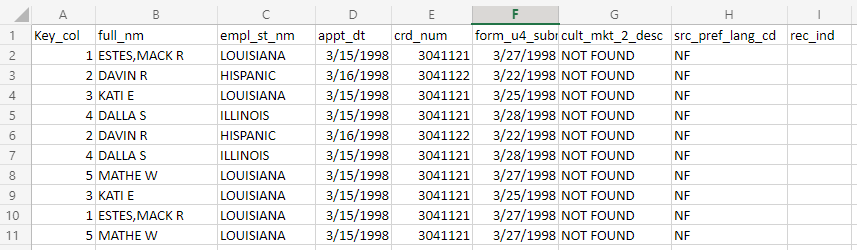 A B C D E F G H I
1 Key_col full_nm empl_st_nm appt_dt crd_num form_u4_subm cult_mkt_2_desc src_pref_lang_cd rec_ind
2 1 ESTES,MACK R LOUISIANA 3/15/1998 3041121 3/27/1998 NOT FOUND NF
3 2 DAVIN R HISPANIC 3/16/1998 3041122 3/22/1998 NOT FOUND NF
4 3 KATI E LOUISIANA 3/15/1998 3041121 3/25/1998 NOT FOUND NF
5 4 DALLA S ILLINOIS 3/15/1998 3041121 3/28/1998 NOT FOUND NF
6 2 DAVIN R HISPANIC 3/16/1998 3041122 3/22/1998 NOT FOUND NF
7 4 DALLA S ILLINOIS 3/15/1998 3041121 3/28/1998 NOT FOUND NF
8 5 MATHE W LOUISIANA 3/15/1998 3041121 3/27/1998 NOT FOUND NF
9 3 KATI E LOUISIANA 3/15/1998 3041121 3/25/1998 NOT FOUND NF
10 1 ESTES,MACK R LOUISIANA 3/15/1998 3041121 3/27/1998 NOT FOUND NF
11 5 MATHE W LOUISIANA 3/15/1998 3041121 3/27/1998 NOT FOUND NF